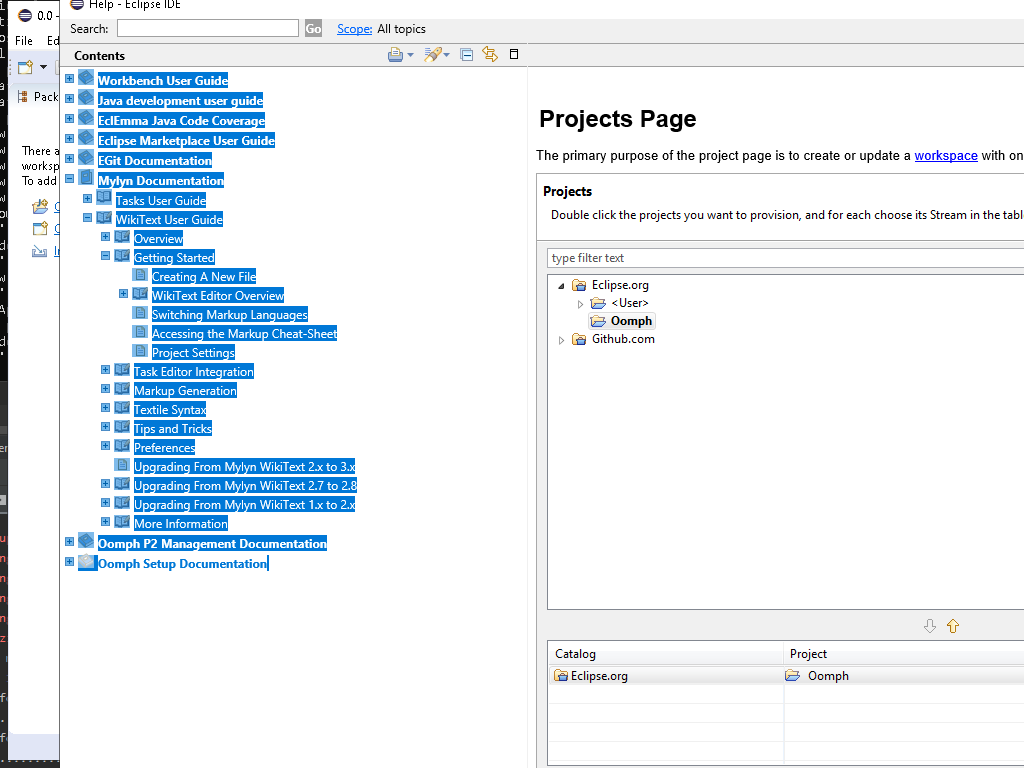 Help - Eclipse IDE
0.0 -
File Ed
Search: Go Scope: All topics
Contents
Pack
There a
worksp
To add
Workbench User Guide
Java development user guide
EclEmma Java Code Coverage
Eclipse Marketplace User Guide
EGit Documentation
Mylyn Documentation
Tasks User Guide
WikiText User Guide
Overview
Getting Started
Creating A New File
WikiText Editor Overview
Switching Markup Languages
Accessing the Markup Cheat-Sheet
Project Settings
Task Editor Integration
Markup Generation
Textile Syntax
Tips and Tricks
Preferences
Upgrading From Mylyn WikiText 2.x to 3.x
Upgrading From Mylyn WikiText 2.7 to 2.8
Upgrading From Mylyn WikiText 1.x to 2.x
More Information
Oomph P2 Management Documentation
Oomph Setup Documentation
Projects Page
The primary purpose of the project page is to create or update a workspace with on
Projects
Double click the projects you want to provision, and for each choose its Stream in the tabl
type filter text
Eclipse.org
<User>
Oomph
Github.com
Catalog Project
Eclipse.org Oomph